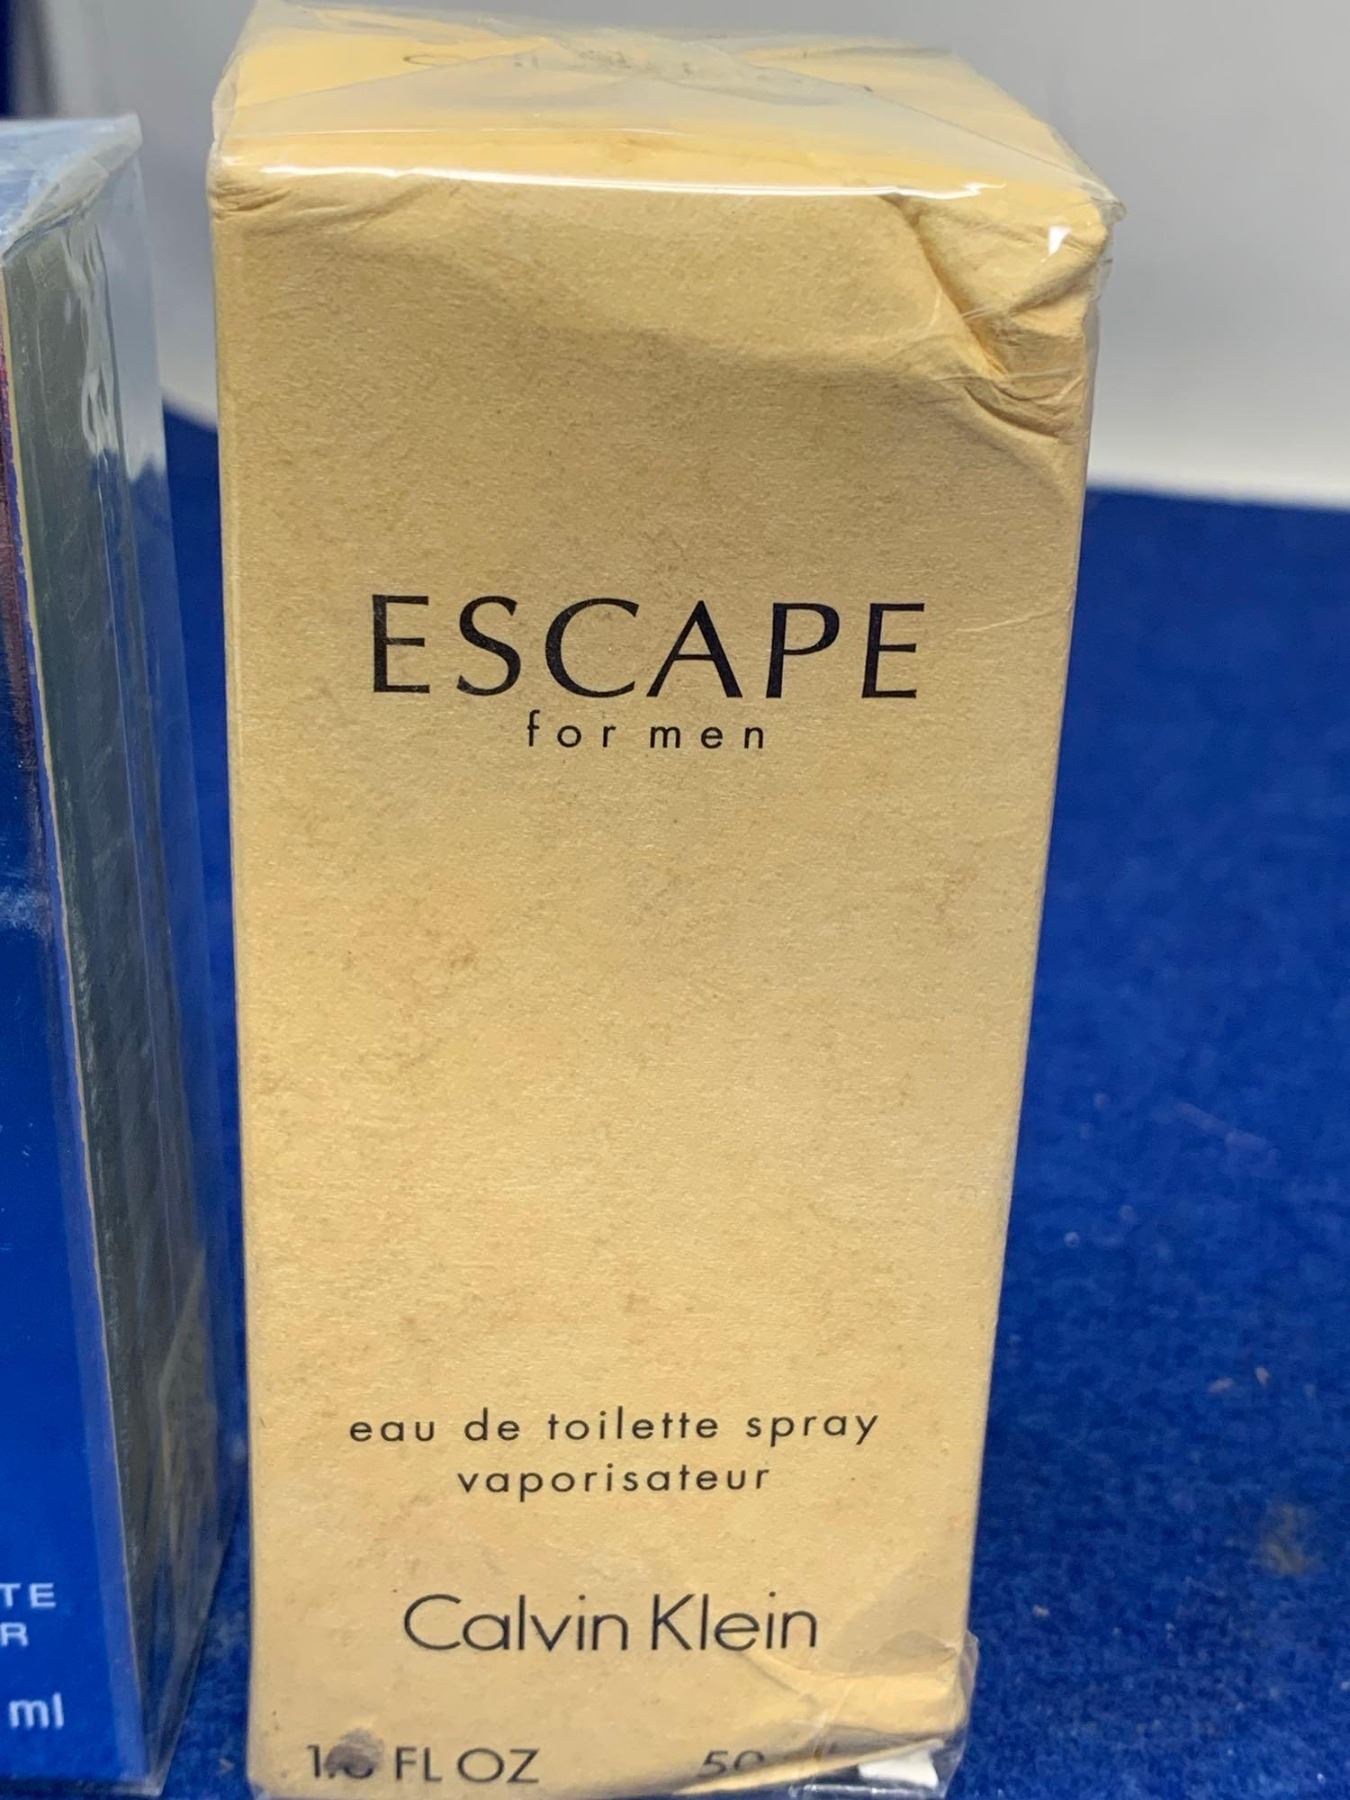 ESCAPE
for men
eau de toilette spray
vaporisateur
Calvin Klein
FL OZ
TE
R
ml